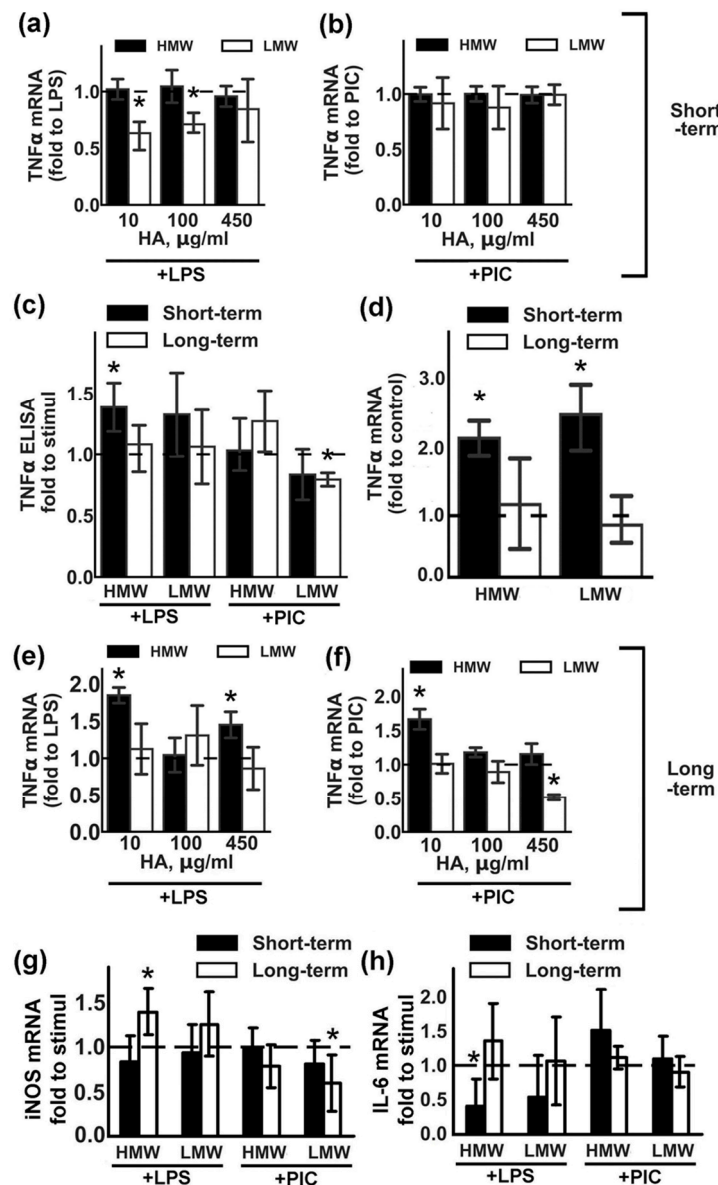 (a)
HMW LMW
TNFα mRNA
(fold to LPS)
1.0
0.5
0.0
* *
10 100 450
HA, µg/ml
+LPS
(b)
HMW LMW
TNFα mRNA
(fold to PIC)
1.0
0.5
0.0
10 100 450
HA, µg/ml
+PIC
Short
-term
(c)
Short-term
Long-term
TNFα ELISA
fold to stimul
1.5
1.0
0.5
0.0
* *
HMW LMW HMW LMW
+LPS +PIC
(d)
Short-term
Long-term
TNFα mRNA
(fold to control)
3.0
2.0
1.0
0.0
* *
HMW LMW
(e)
HMW LMW
TNFα mRNA
(fold to LPS)
2.0
1.5
1.0
0.5
0.0
* *
10 100 450
HA, µg/ml
+LPS
(f)
HMW LMW
TNFα mRNA
(fold to PIC)
2.0
1.5
1.0
0.5
0.0
* *
10 100 450
HA, µg/ml
+PIC
Long
-term
(g)
Short-term
Long-term
iNOS mRNA
fold to stimul
1.5
1.0
0.5
0.0
* *
HMW LMW HMW LMW
+LPS +PIC
(h)
Short-term
Long-term
IL-6 mRNA
fold to stimul
2.0
1.5
1.0
0.5
0.0
*
HMW LMW HMW LMW
+LPS +PIC